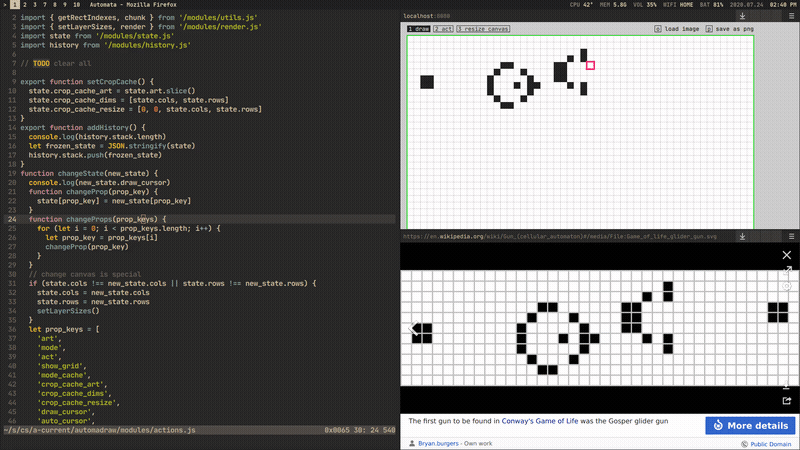 > 1 2 3 4 5 6 7 8 9 10 Automata - Mozilla Firefox CPU 42° MEM 5.8G VOL 35% WIFI HOME BAT 81% 2020.07.24 02:40 PM
1 import { getRectIndexes, chunk } from '/modules/utils.js'
2 import { setLayerSizes, render } from '/modules/render.js'
4 import state from '/modules/state.js'
5 import history from '/modules/history.js'
6
7 // TODO clear all
8
9 export function setCropCache() {
10 state.crop_cache_art = state.art.slice()
11 state.crop_cache_dims = [state.cols, state.rows]
12 state.crop_cache_resize = [0, 0, state.cols, state.rows]
13 }
14 export function addHistory() {
15 console.log(history.stack.length)
16 let frozen_state = JSON.stringify(state)
17 history.stack.push(frozen_state)
18 }
19 function changeState(new_state) {
20 console.log(new_state.draw_cursor)
21 function changeProp(prop_key) {
22 state[prop_key] = new_state[prop_key]
23 }
24 function changeProps(prop_keys) {
25 for (let i = 0; i < prop_keys.length; i++) {
26 let prop_key = prop_keys[i]
27 changeProp(prop_key)
28 }
29 }
30 // change canvas is special
31 if (state.cols !== new_state.cols || state.rows !== new_state.rows) {
32 state.cols = new_state.cols
33 state.rows = new_state.rows
34 setLayerSizes()
35 }
36 let prop_keys = [
37 'art',
38 'mode',
39 'act',
40 'show_grid',
41 'mode_cache',
42 'crop_cache_art',
43 'crop_cache_dims',
44 'crop_cache_resize',
45 'draw_cursor',
46 'auto_cursor',
~/s/cs/a-current/automadraw/modules/actions.js 0x0065 30: 24 540
localhost:8080
1 draw 2 act 3 resize canvas o load image p save as png
https://en.wikipedia.org/wiki/Gun_(cellular_automaton)#/media/File:Game_of_life_glider_gun.svg
The first gun to be found in Conway's Game of Life was the Gosper glider gun
More details
Bryan.burgers - Own work
Public Domain